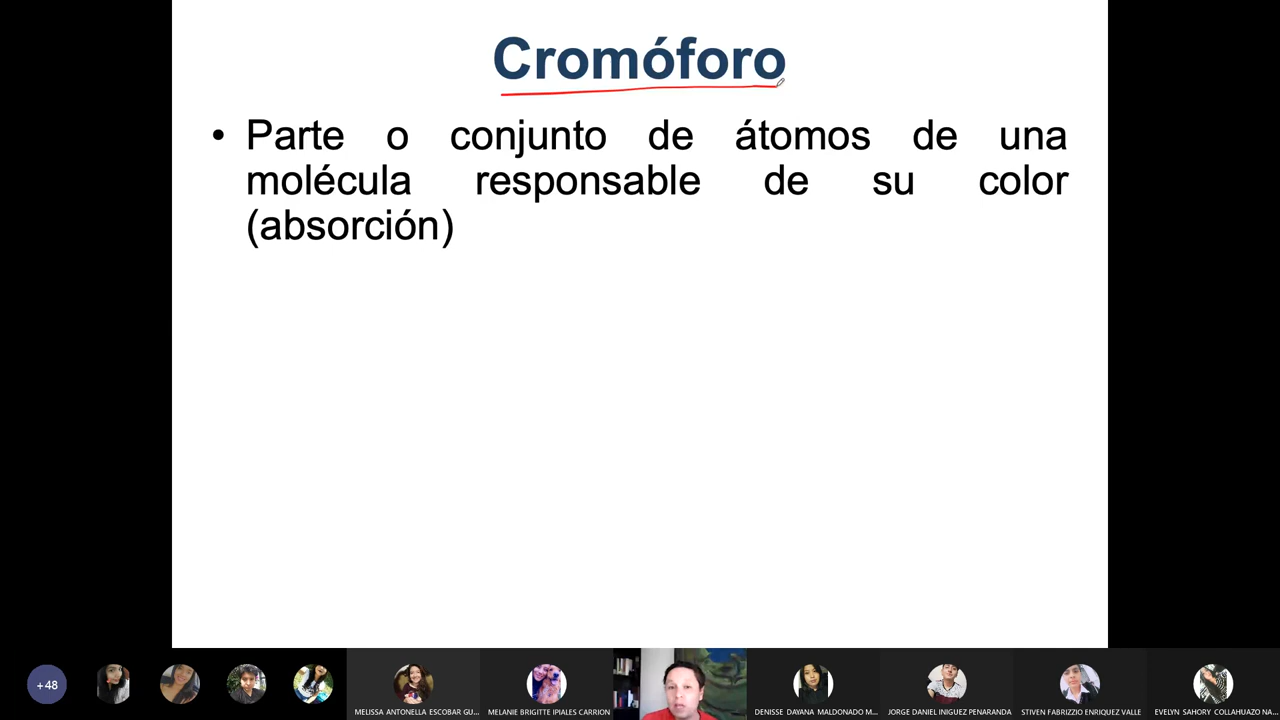 Cromóforo
• Parte o conjunto de átomos de una
molécula responsable de su color
(absorción)
+48
MELISSA ANTONELLA ESCOBAR GU...
MELANIE BRIGITTE IPIALES CARRION
DENISSE DAYANA MALDONADO M...
JORGE DANIEL INIGUEZ PENARANDA
STIVEN FABRIZZIO ENRIQUEZ VALLE
EVELYN SAHORY COLLAHUAZO NA...